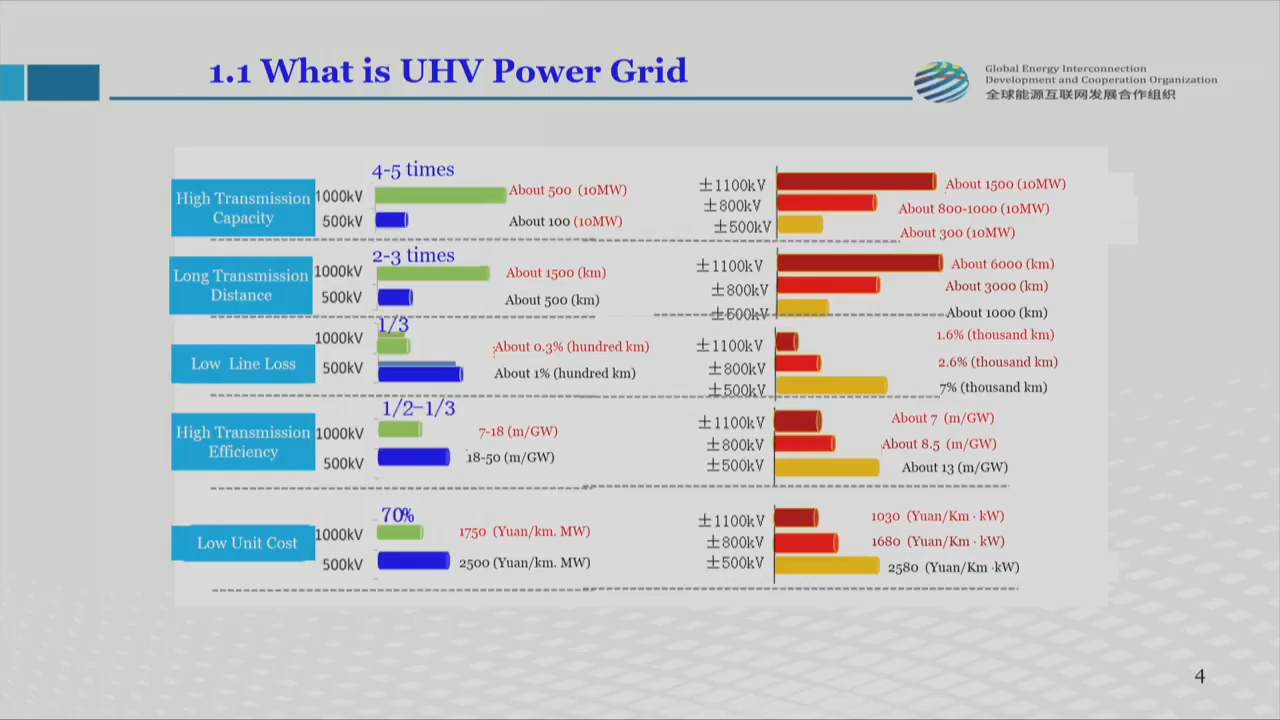 1.1 What is UHV Power Grid
Global Energy Interconnection
Development and Cooperation Organization
全球能源互联网发展合作组织
High Transmission
Capacity
4-5 times
1000kV
About 500 (10MW)
500kV
About 100 (10MW)
±1100kV
About 1500 (10MW)
±800kV
About 800-1000 (10MW)
±500kV
About 300 (10MW)
Long Transmission
Distance
2-3 times
1000kV
About 1500 (km)
500kV
About 500 (km)
±1100kV
About 6000 (km)
±800kV
About 3000 (km)
±500kV
About 1000 (km)
Low Line Loss
1/3
1000kV
About 0.3% (hundred km)
500kV
About 1% (hundred km)
±1100kV
1.6% (thousand km)
±800kV
2.6% (thousand km)
±500kV
7% (thousand km)
High Transmission
Efficiency
1/2-1/3
1000kV
7-18 (m/GW)
500kV
18-50 (m/GW)
±1100kV
About 7 (m/GW)
±800kV
About 8.5 (m/GW)
±500kV
About 13 (m/GW)
Low Unit Cost
70%
1000kV
1750 (Yuan/km. MW)
500kV
2500 (Yuan/km. MW)
±1100kV
1030 (Yuan/Km · kW)
±800kV
1680 (Yuan/Km · kW)
±500kV
2580 (Yuan/Km ·kW)
4